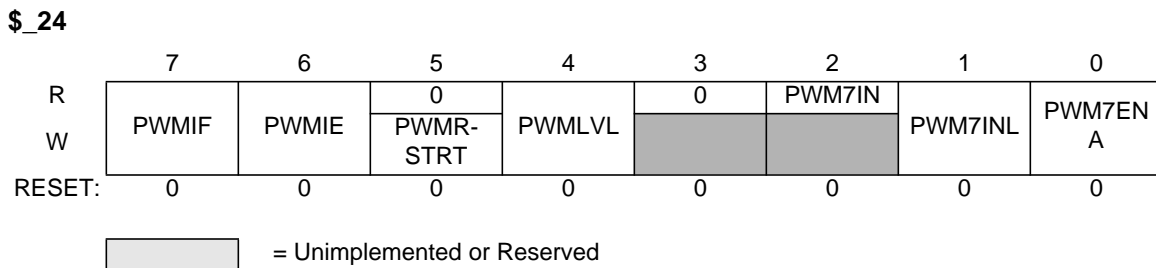 $_24
7 6 5 4 3 2 1 0
R 0 0 PWM7IN
PWMIF PWMIE PWMLVL PWM7INL PWM7EN
A
W PWMR-
STRT
RESET: 0 0 0 0 0 0 0 0
= Unimplemented or Reserved